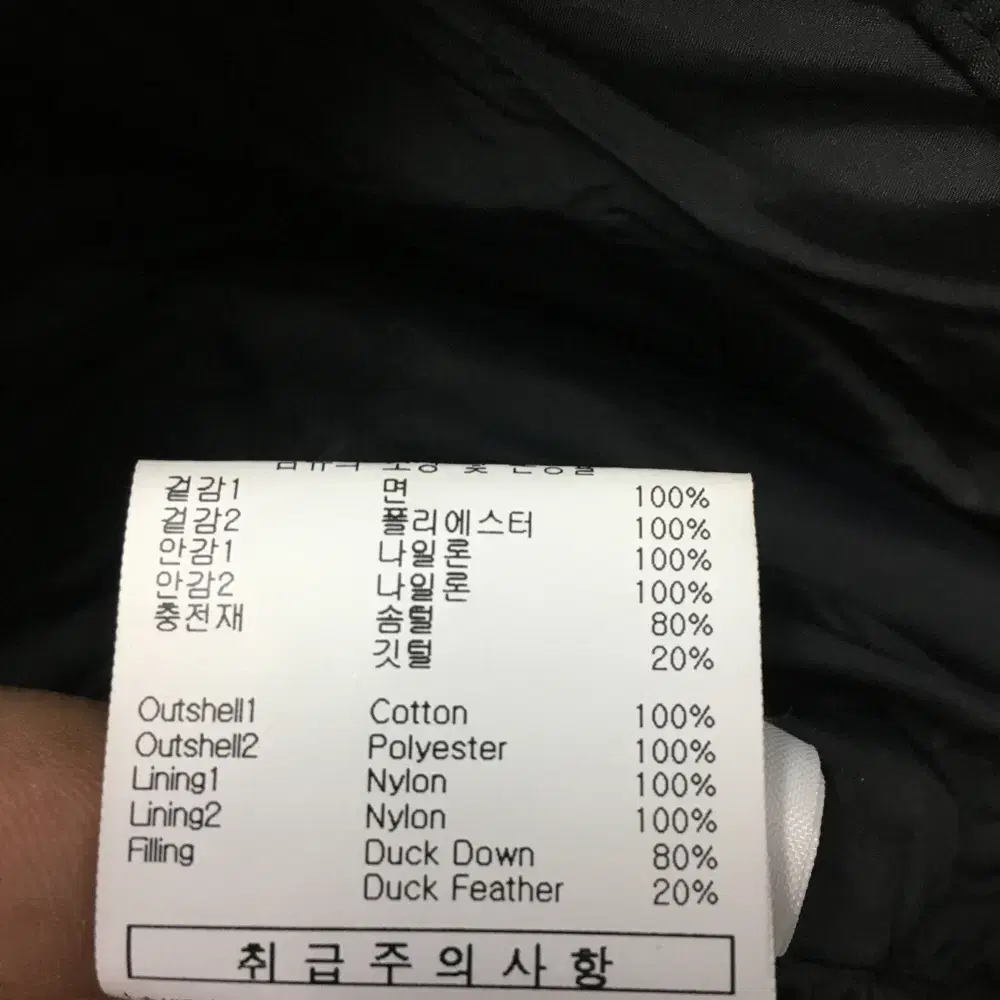 겉감1 면 100%
겉감2 폴리에스터 100%
안감1 나일론 100%
안감2 나일론 100%
충전재 솜털 80%
깃털 20%
Outshell1 Cotton 100%
Outshell2 Polyester 100%
Lining1 Nylon 100%
Lining2 Nylon 100%
Filling Duck Down 80%
Duck Feather 20%
취급주의사항